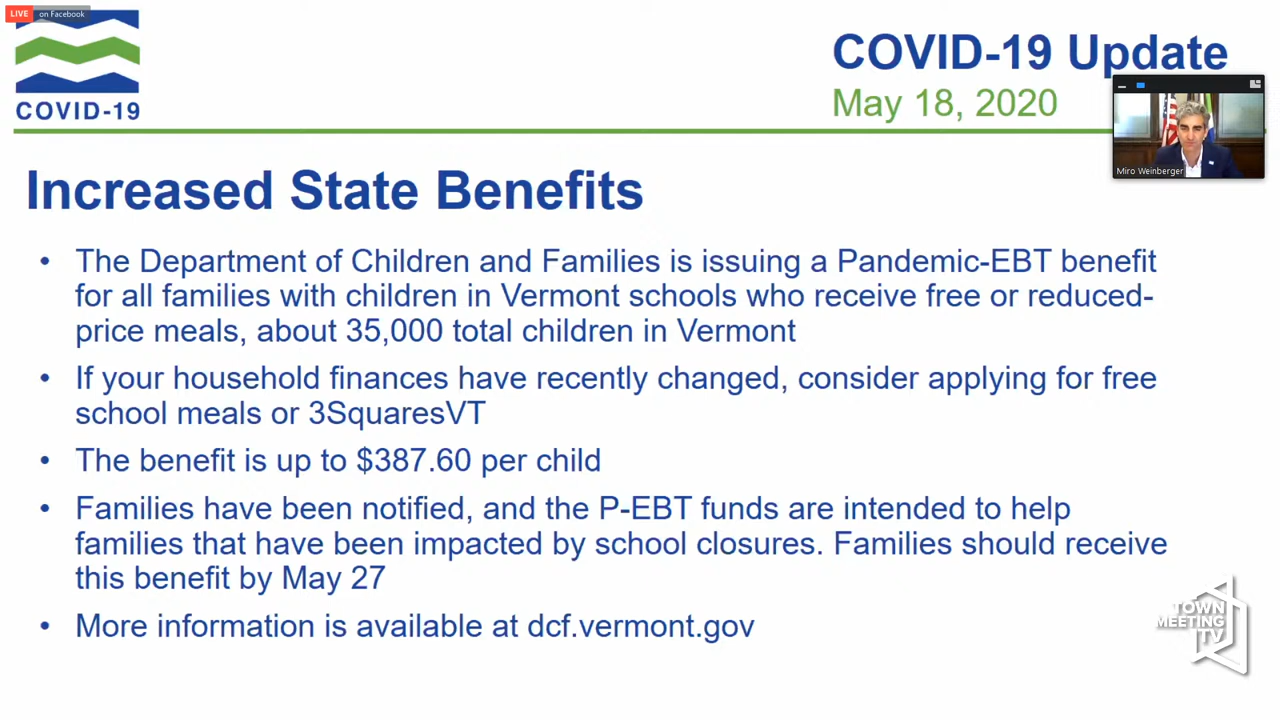 LIVE on Facebook
COVID-19
COVID-19 Update
May 18, 2020
Miro Weinberger
Increased State Benefits
• The Department of Children and Families is issuing a Pandemic-EBT benefit
for all families with children in Vermont schools who receive free or reduced-
price meals, about 35,000 total children in Vermont
• If your household finances have recently changed, consider applying for free
school meals or 3SquaresVT
• The benefit is up to $387.60 per child
• Families have been notified, and the P-EBT funds are intended to help
families that have been impacted by school closures. Families should receive
this benefit by May 27
• More information is available at dcf.vermont.gov
TOWN
MEETING
TV